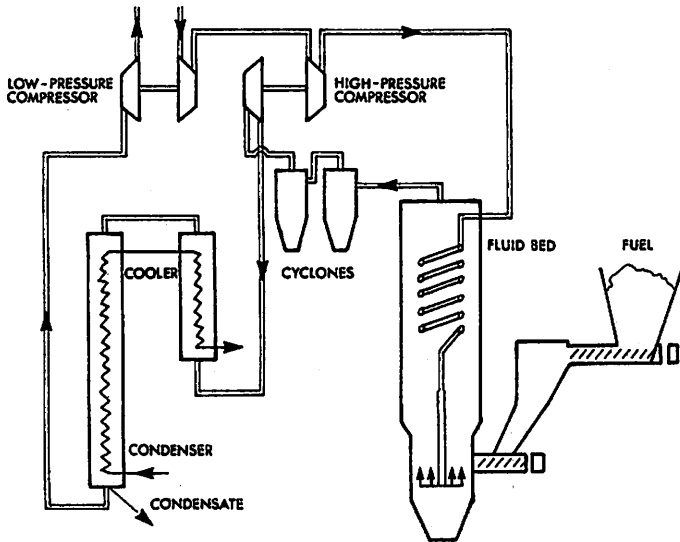 LOW-PRESSURE
COMPRESSOR
HIGH-PRESSURE
COMPRESSOR
FLUID BED
FUEL
COOLER
CYCLONES
CONDENSER
CONDENSATE